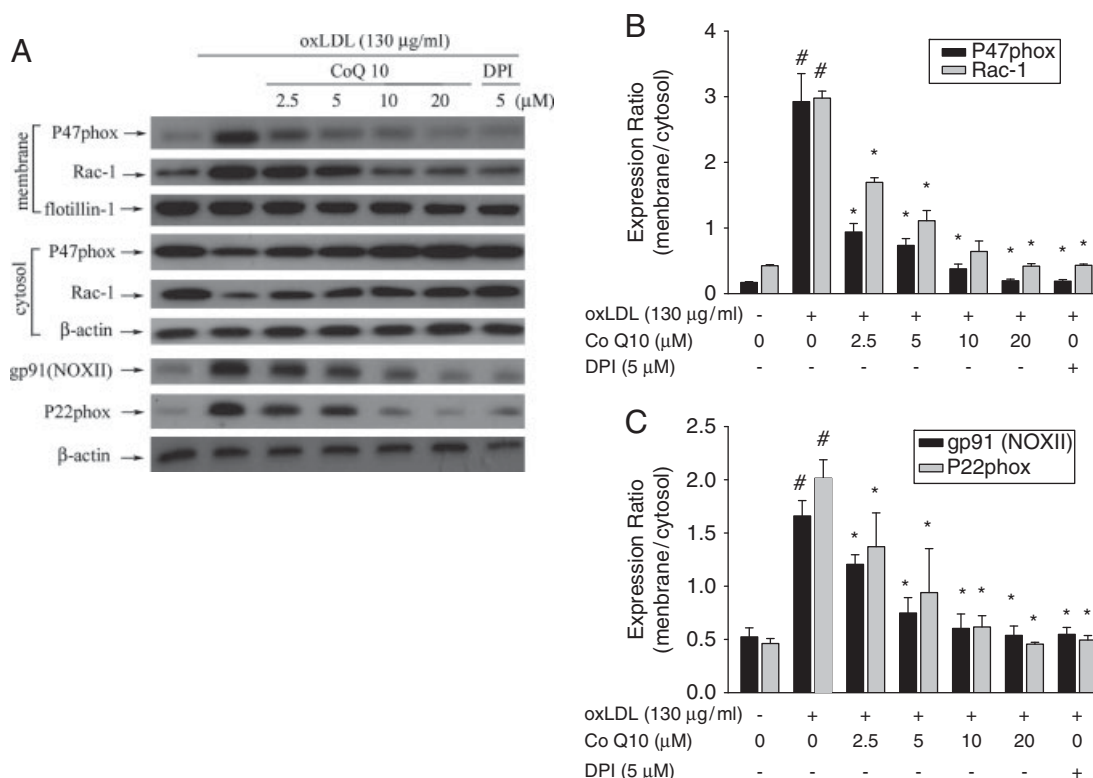 A
oxLDL (130 µg/ml)
CoQ 10
DPI
2.5 5 10 20 5 (µM)
membrane
P47phox
Rac-1
flotillin-1
cytosol
P47phox
Rac-1
β-actin
gp91(NOXII)
P22phox
β-actin
B
P47phox
Rac-1
Expression Ratio
(menbrane/cytosol)
4
3
2
1
0
# #
* * * * * * * * *
oxLDL (130 µg/ml) - + + + + + +
Co Q10 (µM) 0 0 2.5 5 10 20 0
DPI (5 µM) - - - - - - +
C
gp91 (NOXII)
P22phox
Expression Ratio
(menbrane/cytosol)
2.5
2.0
1.5
1.0
0.5
0.0
# #
* * * * * * * * * *
oxLDL (130 µg/ml) - + + + + + +
Co Q10 (µM) 0 0 2.5 5 10 20 0
DPI (5 µM) - - - - - - +